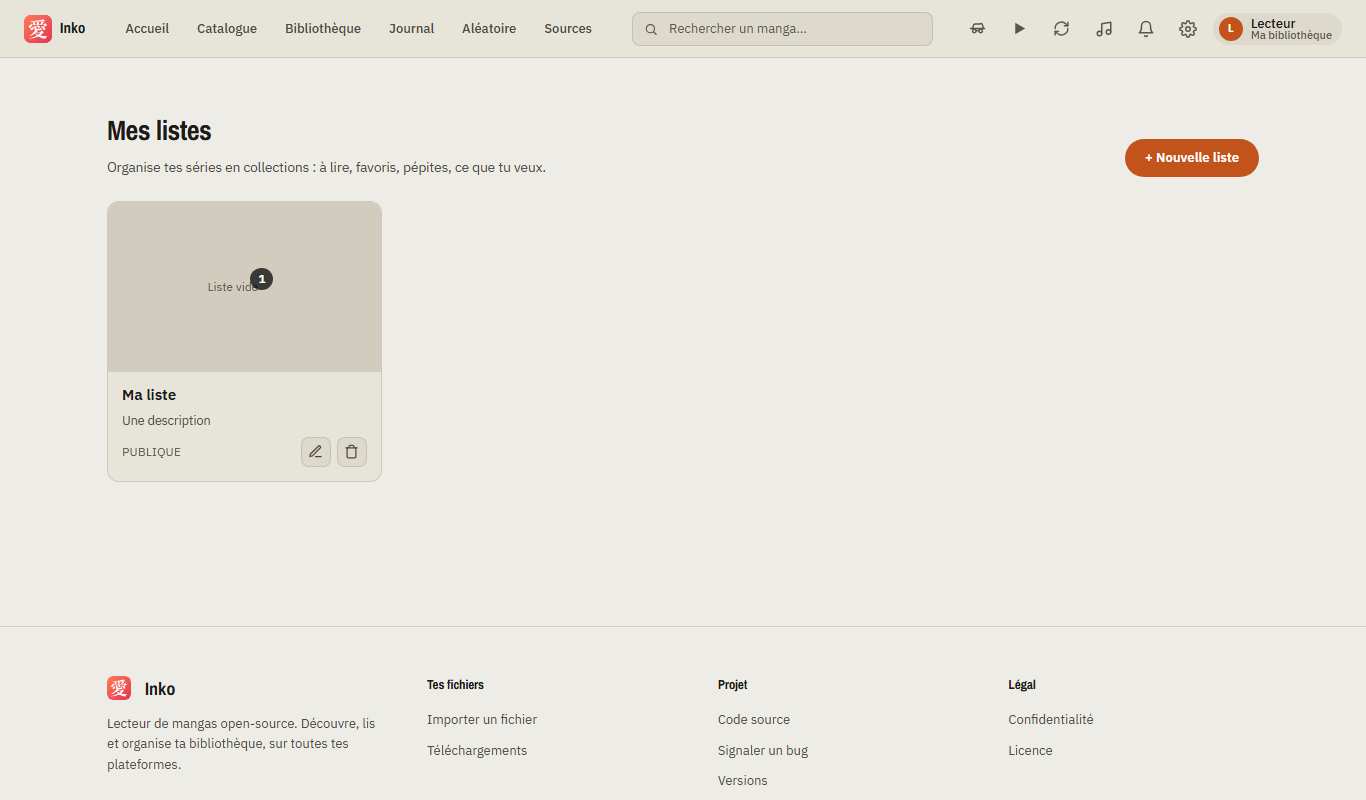 愛 Inko
Accueil
Catalogue
Bibliothèque
Journal
Aléatoire
Sources
Rechercher un manga...
L
Lecteur
Ma bibliothèque
Mes listes
Organise tes séries en collections : à lire, favoris, pépites, ce que tu veux.
+ Nouvelle liste
Liste vide
1
Ma liste
Une description
PUBLIQUE
愛 Inko
Lecteur de mangas open-source. Découvre, lis
et organise ta bibliothèque, sur toutes tes
plateformes.
Tes fichiers
Importer un fichier
Téléchargements
Projet
Code source
Signaler un bug
Versions
Légal
Confidentialité
Licence